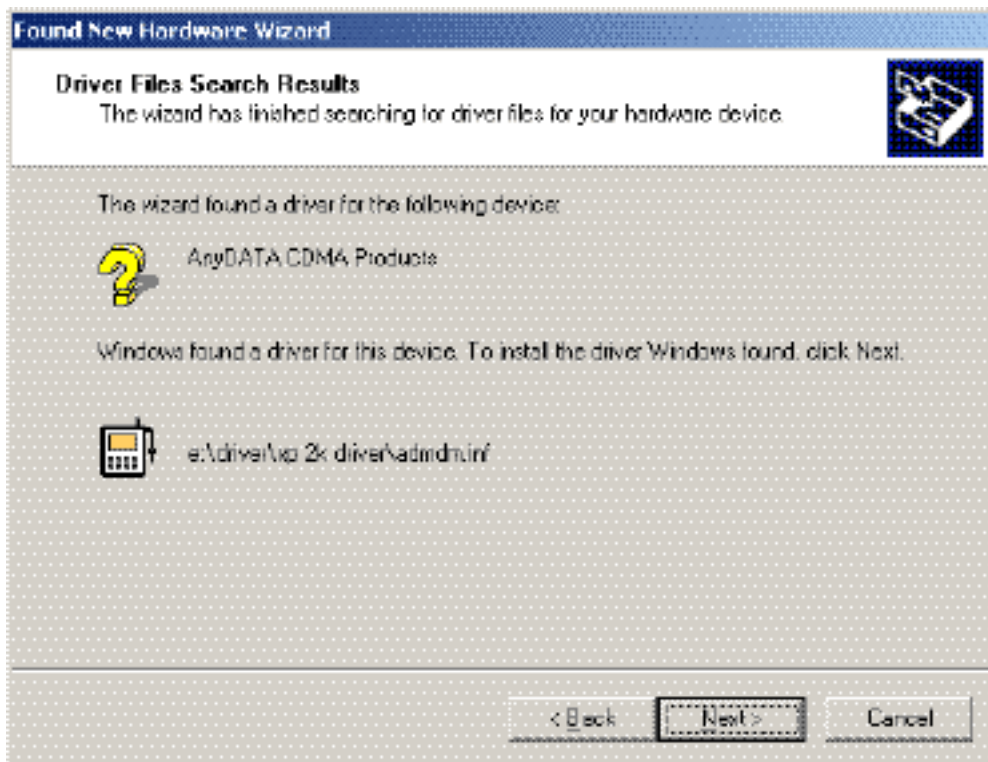 Found New Hardware Wizard
Driver Files Search Results
The wizard has finished searching for driver files for your hardware device.
The wizard found a driver for the following device:
AnyDATA CDMA Products
Windows found a driver for this device. To install the driver Windows found, click Next.
e:\driver\xp 2k driver\admdm.inf
< Back Next > Cancel